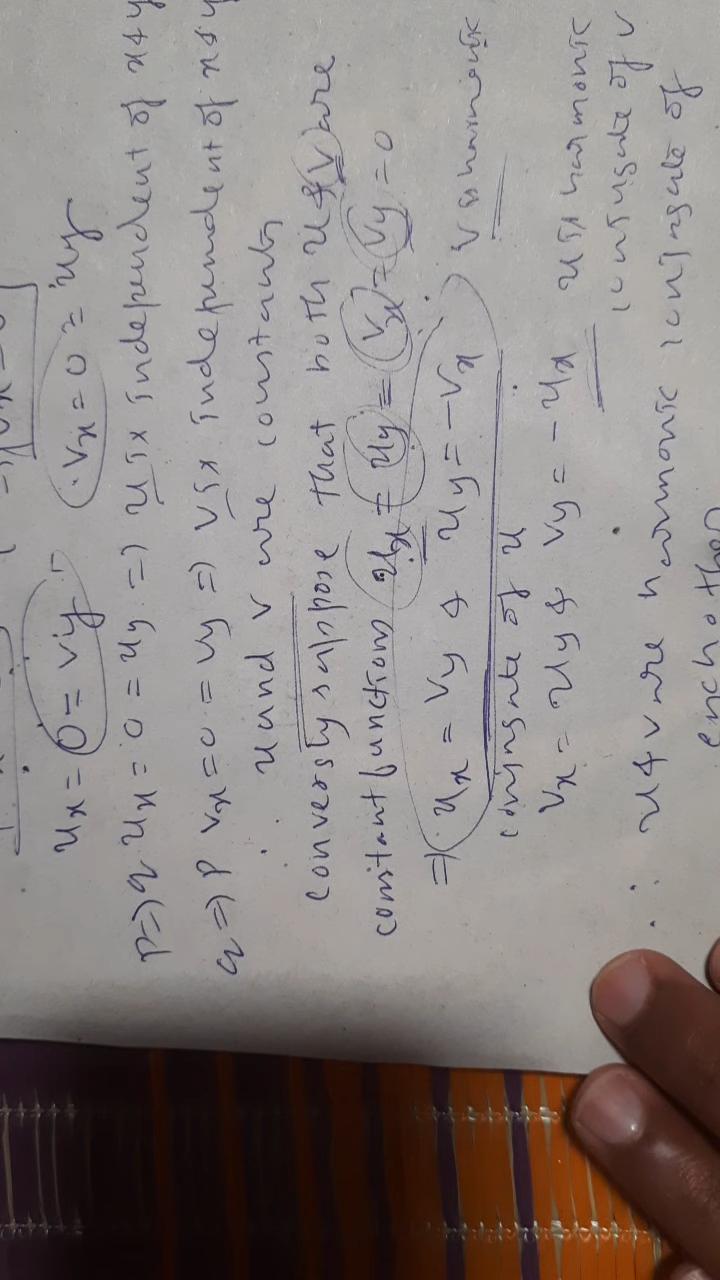 uₓ = 0 = vy vₓ = 0 = uy
P=)q uₓ = 0 = uy =) u is independent of x & y
q =) P vₓ = 0 = vy =) v is independent of x & y
∴ u and v are constants
conversly suppose that both u & v are
constant functions uₓ = uy = vₓ = vy = 0
=) uₓ = vy & uy = -vₓ v is harmonic
conjugate of u
vₓ = uy & vy = -uₓ u is harmonic
conjugate of v
∴ u & v are harmonic conjugate of
each other